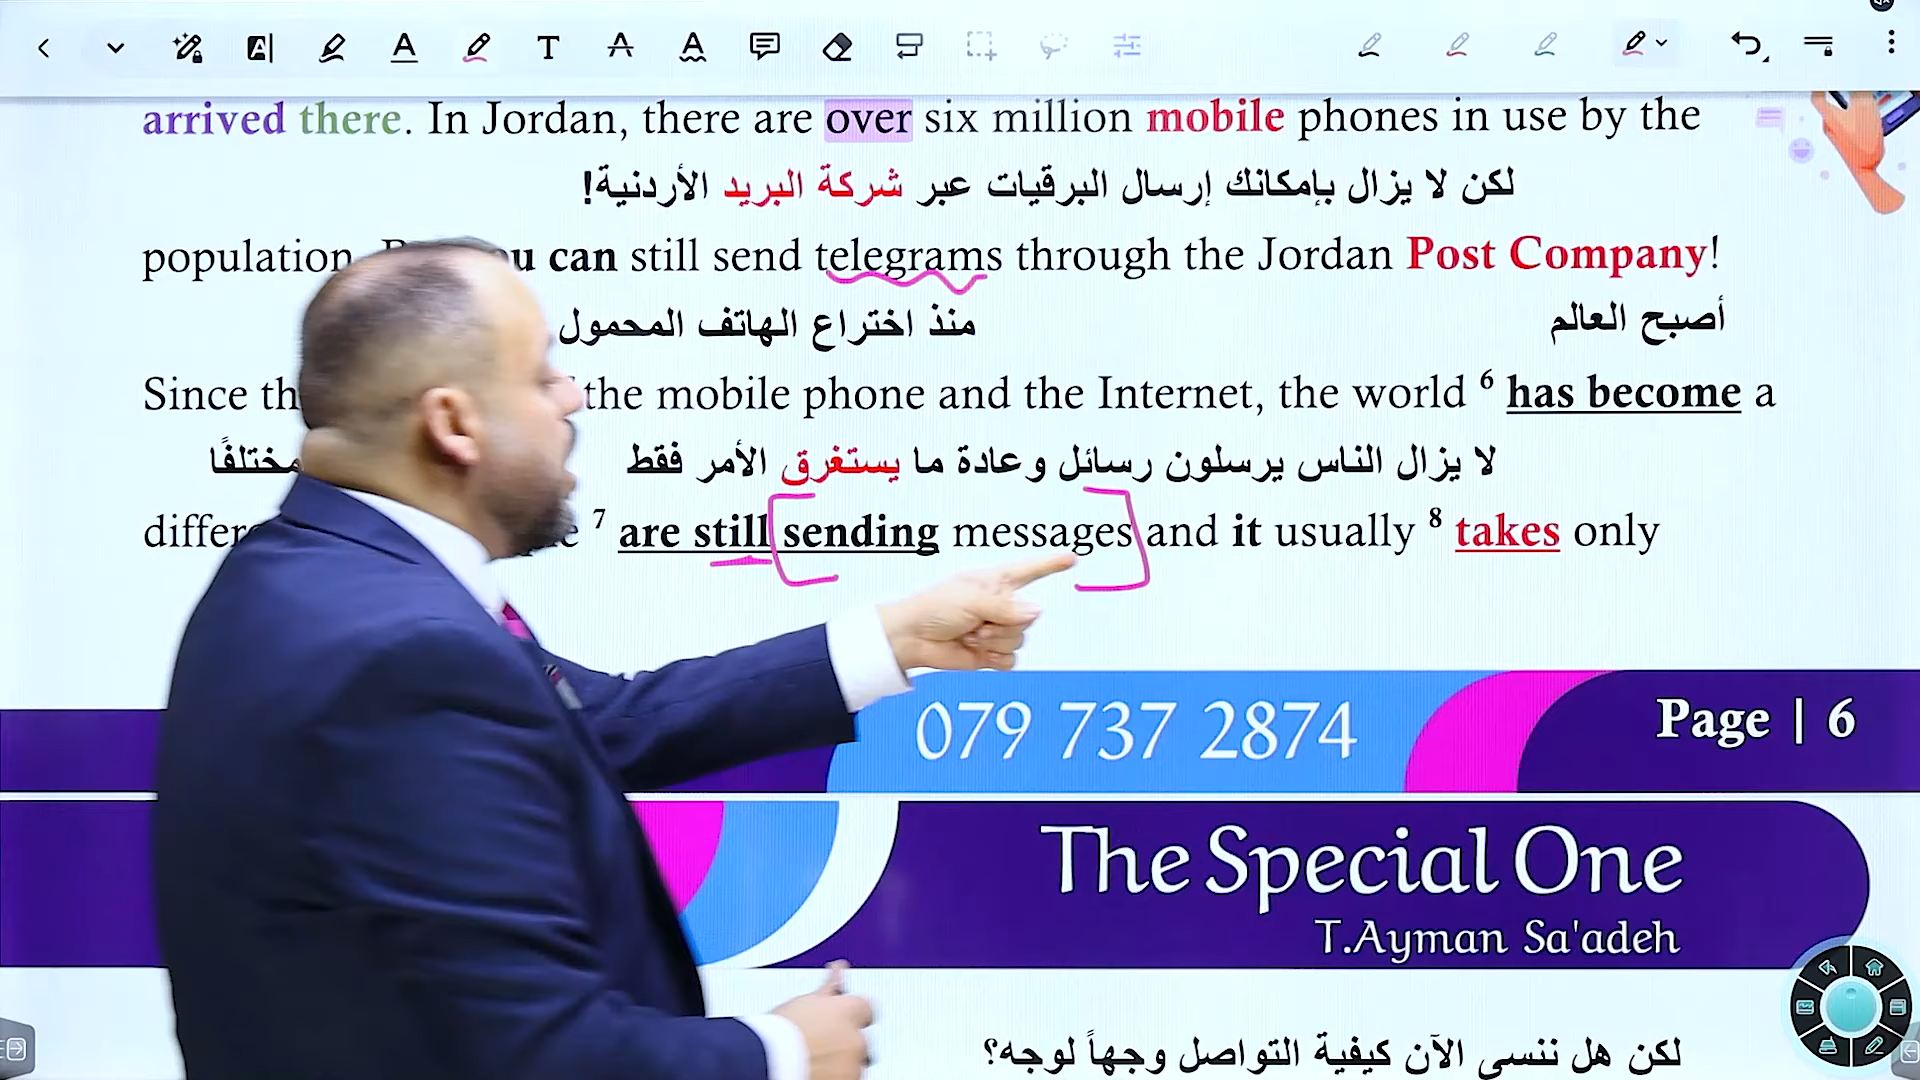 arrived there. In Jordan, there are over six million mobile phones in use by the
لكن لا يزال بإمكانك إرسال البرقيات عبر شركة البريد الأردنية!
population can still send telegrams through the Jordan Post Company!
أصبح العالم
منذ اختراع الهاتف المحمول
Since the mobile phone and the Internet, the world 6 has become a
لا يزال الناس يرسلون رسائل وعادة ما يستغرق الأمر فقط
مختلفًا
7 are still sending messages and it usually 8 takes only
079 737 2874
Page | 6
The Special One
T.Ayman Sa'adeh
لكن هل ننسى الآن كيفية التواصل وجهاً لوجه؟